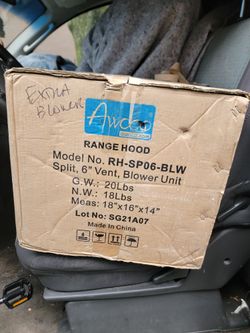 EXTRA
BLOWER
Awoco
RANGE HOOD
Model No. RH-SP06-BLW
Split, 6" Vent, Blower Unit
G.W.: 20Lbs
N.W.: 18Lbs
Meas: 18"x16"x14"
Lot No: SG21A07
Made In China